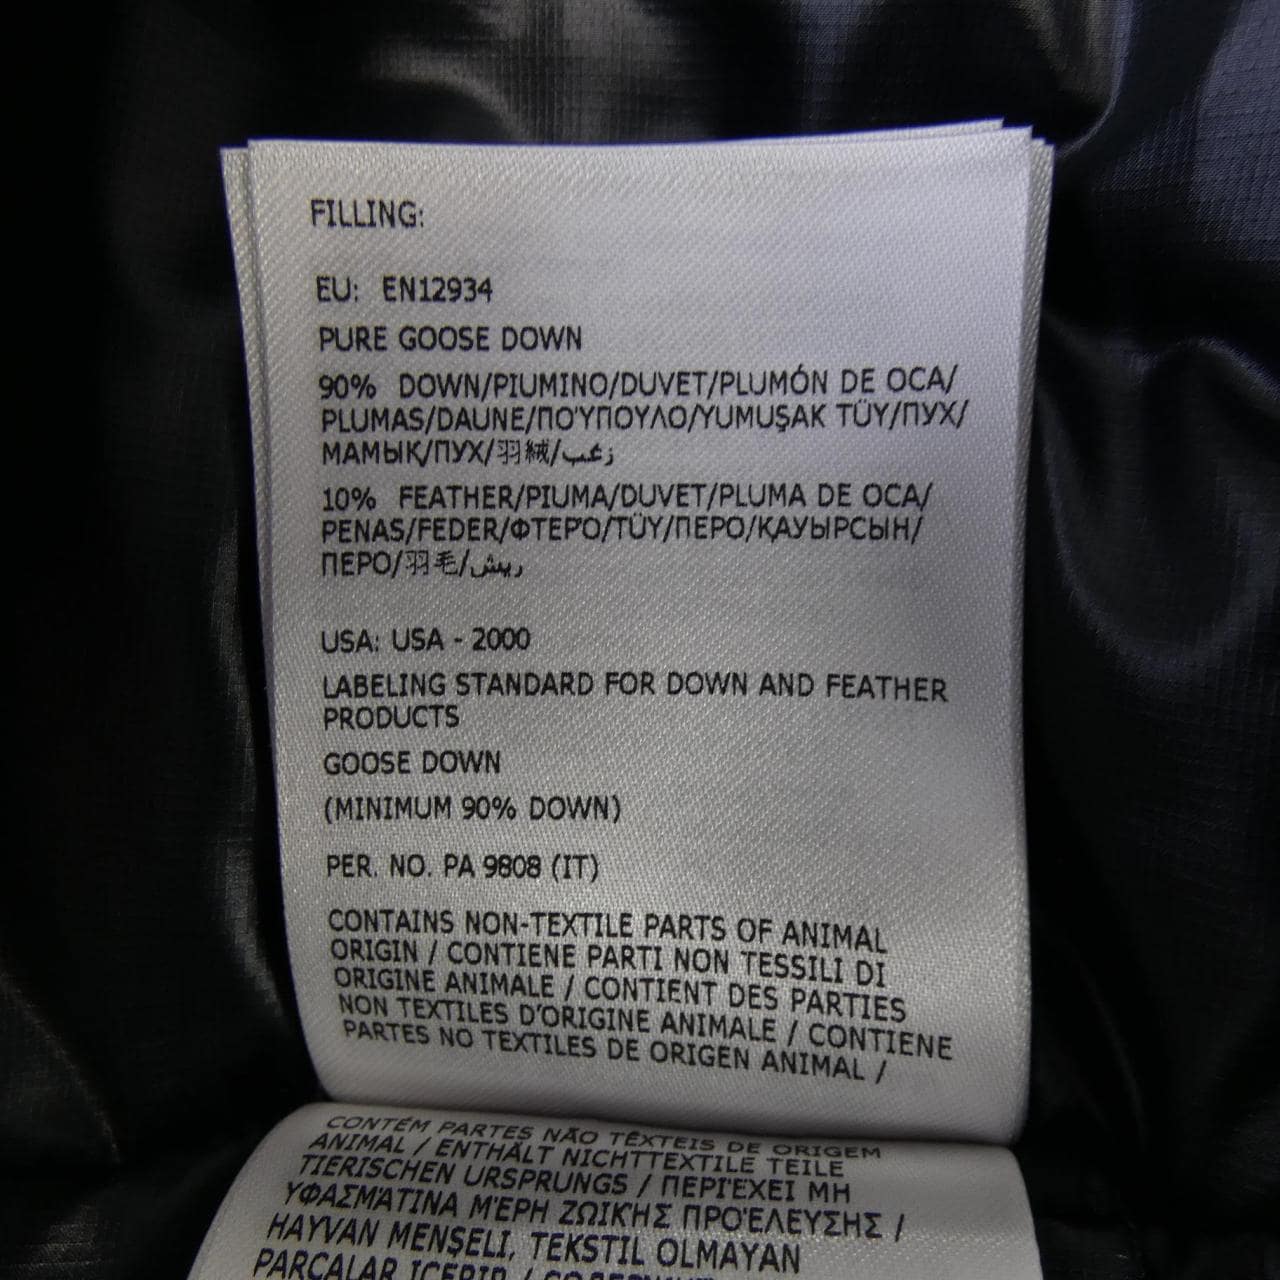 FILLING:
EU: EN12934
PURE GOOSE DOWN
90% DOWN/PIUMINO/DUVET/PLUMÓN DE OCA/
PLUMAS/DAUNE/ΠΟΎΠΟΥΛΟ/YUMUŞAK TÜY/ПУХ/
МАМЫҚ/ПУХ/羽絨/زغب
10% FEATHER/PIUMA/DUVET/PLUMA DE OCA/
PENAS/FEDER/ΦΤΕΡΌ/TÜY/ПЕРО/ҚАУЫРСЫН/
ПЕРО/羽毛/ريش
USA: USA - 2000
LABELING STANDARD FOR DOWN AND FEATHER
PRODUCTS
GOOSE DOWN
(MINIMUM 90% DOWN)
PER. NO. PA 9808 (IT)
CONTAINS NON-TEXTILE PARTS OF ANIMAL
ORIGIN / CONTIENE PARTI NON TESSILI DI
ORIGINE ANIMALE / CONTIENT DES PARTIES
NON TEXTILES D'ORIGINE ANIMALE / CONTIENE
PARTES NO TEXTILES DE ORIGEN ANIMAL /
CONTÉM PARTES NÃO TÊXTEIS DE ORIGEM
ANIMAL / ENTHÄLT NICHTTEXTILE TEILE
TIERISCHEN URSPRUNGS / ΠΕΡΙΈΧΕΙ ΜΗ
ΥΦΑΣΜΆΤΙΝΑ ΜΈΡΗ ΖΩΙΚΉΣ ΠΡΟΈΛΕΥΣΗΣ /
HAYVAN MENŞELİ, TEKSTİL OLMAYAN
PARÇALAR İÇERİR /